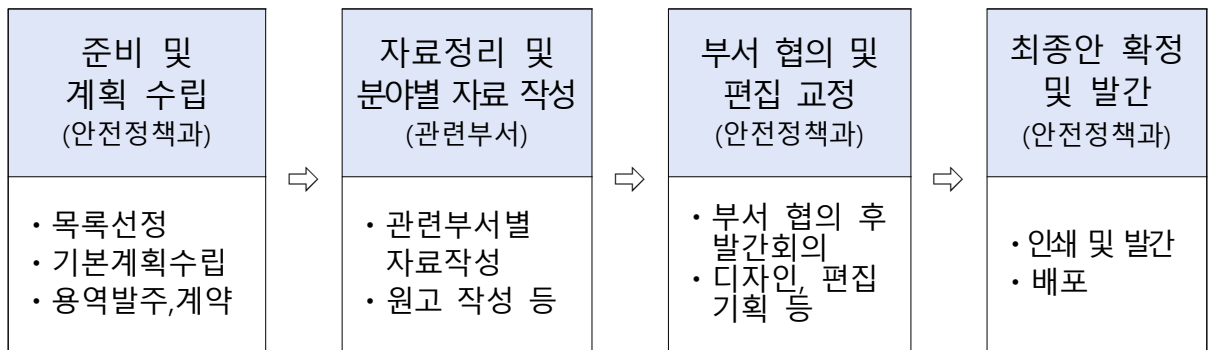 준비 및
계획 수립
(안전정책과)
・목록선정
・기본계획수립
・용역발주,계약
⇨
자료정리 및
분야별 자료 작성
(관련부서)
・관련부서별
자료작성
・원고 작성 등
⇨
부서 협의 및
편집 교정
(안전정책과)
・부서 협의 후
발간회의
・디자인, 편집
기획 등
⇨
최종안 확정
및 발간
(안전정책과)
・인쇄 및 발간
・배포